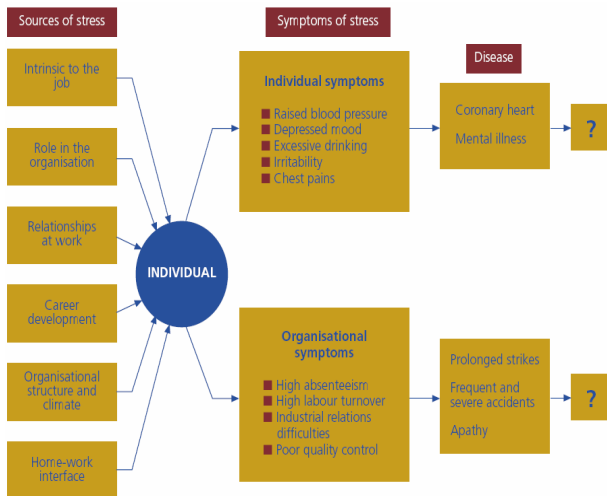 Sources of stress
Symptoms of stress
Disease
Intrinsic to the
job
Role in the
organisation
Relationships
at work
Career
development
Organisational
structure and
climate
Home-work
interface
INDIVIDUAL
Individual symptoms
Raised blood pressure
Depressed mood
Excessive drinking
Irritability
Chest pains
Coronary heart
Mental illness
?
Organisational
symptoms
High absenteeism
High labour turnover
Industrial relations
difficulties
Poor quality control
Prolonged strikes
Frequent and
severe accidents
Apathy
?